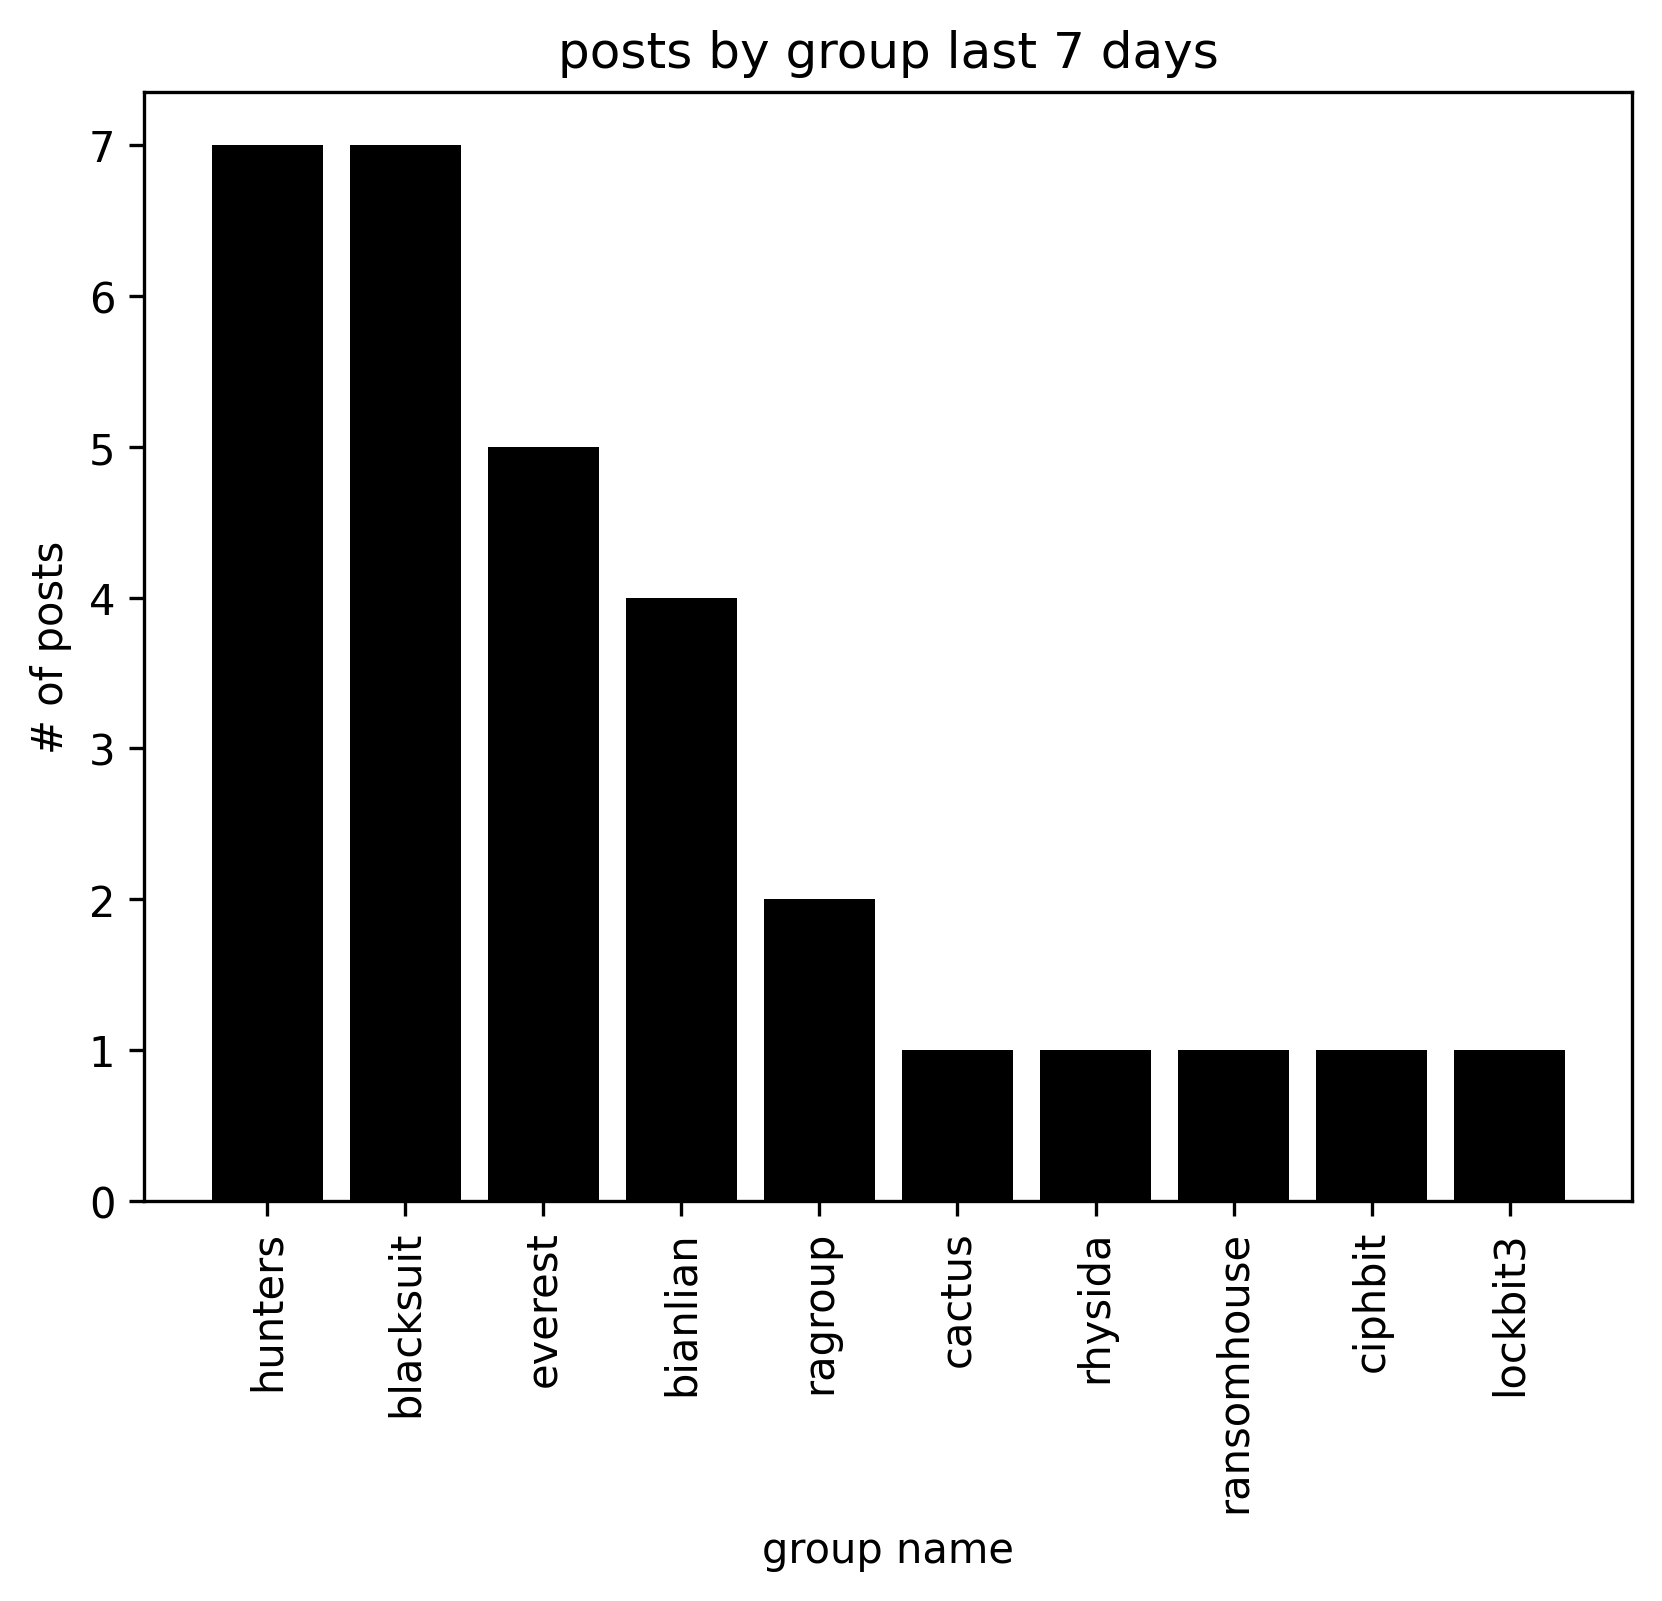 posts by group last 7 days
# of posts
7
6
5
4
3
2
1
0
hunters
blacksuit
everest
bianlian
ragroup
cactus
rhysida
ransomhouse
ciphbit
lockbit3
group name